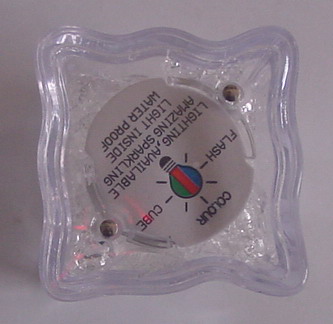 COLOUR
FLASH CUBE
LIGHTING, AVAILABLE
AMAZING SPARKLING
LIGHT INSIDE
WATER PROOF